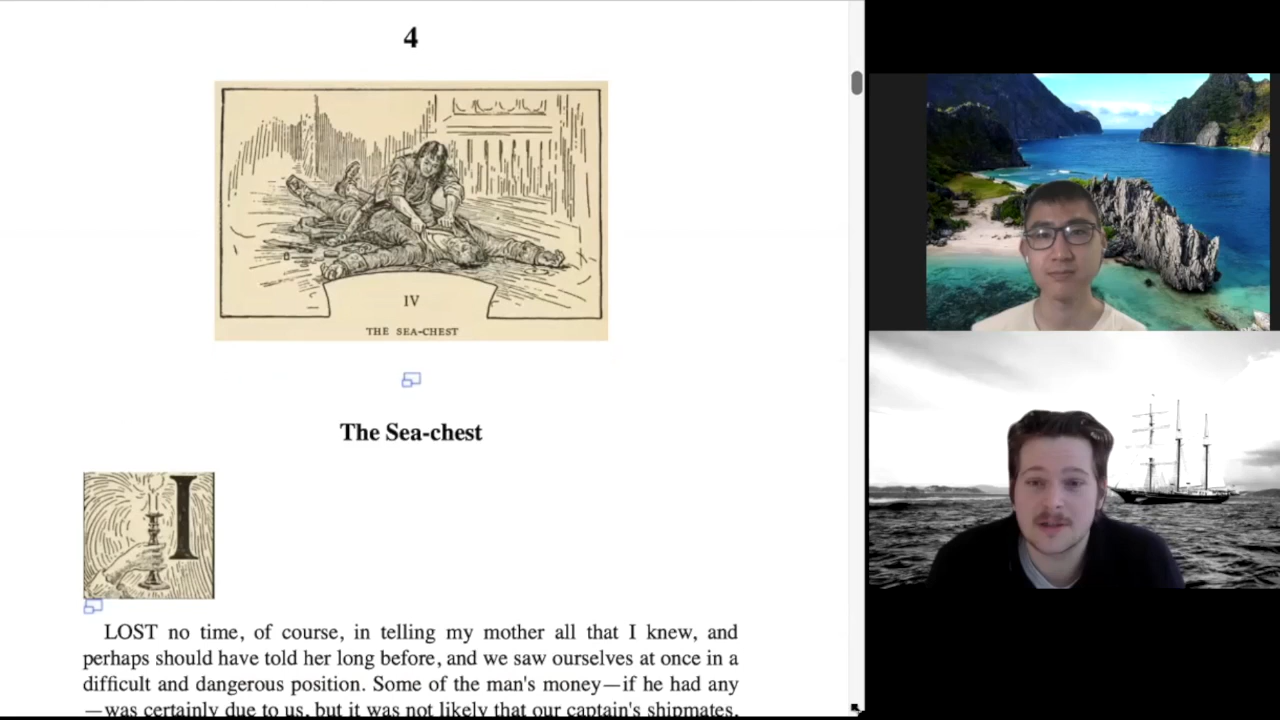 4
IV
THE SEA-CHEST
The Sea-chest
I
LOST no time, of course, in telling my mother all that I knew, and
perhaps should have told her long before, and we saw ourselves at once in a
difficult and dangerous position. Some of the man's money—if he had any
—was certainly due to us, but it was not likely that our captain's shipmates,